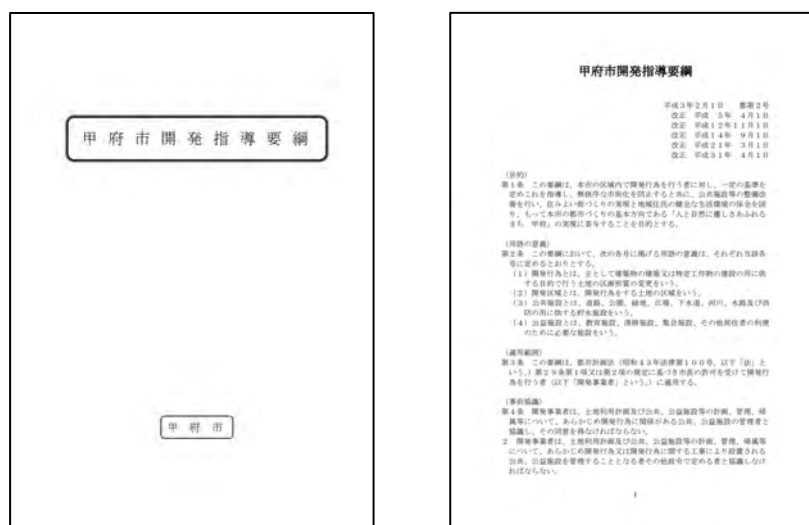 甲府市開発指導要綱
甲府市
甲府市開発指導要綱
平成3年2月1日　都第2号
改正　平成　5年　4月1日
改正　平成12年11月1日
改正　平成14年　9月1日
改正　平成21年　3月1日
改正　平成31年　4月1日
（目的）
第1条　この要綱は、本市の区域内で開発行為を行う者に対し、一定の基準を
定めこれを指導し、無秩序な市街化を防止すると共に、公共施設等の整備改
善を行い、住みよい街づくりの実現と地域住民の健全な生活環境の保全を図
り、もって本市の都市づくりの基本方向である「人と自然に優しさあふれる
まち　甲府」の実現に寄与することを目的とする。
（用語の意義）
第2条　この要綱において、次の各号に掲げる用語の意義は、それぞれ当該各
号に定めるとおりとする。
（1）開発行為とは、主として建築物の建築又は特定工作物の建設の用に供
する目的で行う土地の区画形質の変更をいう。
（2）開発区域とは、開発行為をする土地の区域をいう。
（3）公共施設とは、道路、公園、緑地、広場、下水道、河川、水路及び消
防の用に供する貯水施設をいう。
（4）公益施設とは、教育施設、清掃施設、集会施設、その他居住者の利便
のために必要な施設をいう。
（適用範囲）
第3条　この要綱は、都市計画法（昭和43年法律第100号。以下「法」と
いう。）第29条第1項又は第2項の規定に基づき市長の許可を受けて開発行
為を行う者（以下「開発事業者」という。）に適用する。
（事前協議）
第4条　開発事業者は、土地利用計画及び公共、公益施設等の計画、管理、帰
属等について、あらかじめ開発行為に関係がある公共、公益施設の管理者と
協議し、その同意を得なければならない。
2　開発事業者は、土地利用計画及び公共、公益施設等の計画、管理、帰属等
について、あらかじめ開発行為又は開発行為に関する工事により設置される
公共、公益施設を管理することとなる者その他政令で定める者と協議しなけ
ればならない。
1